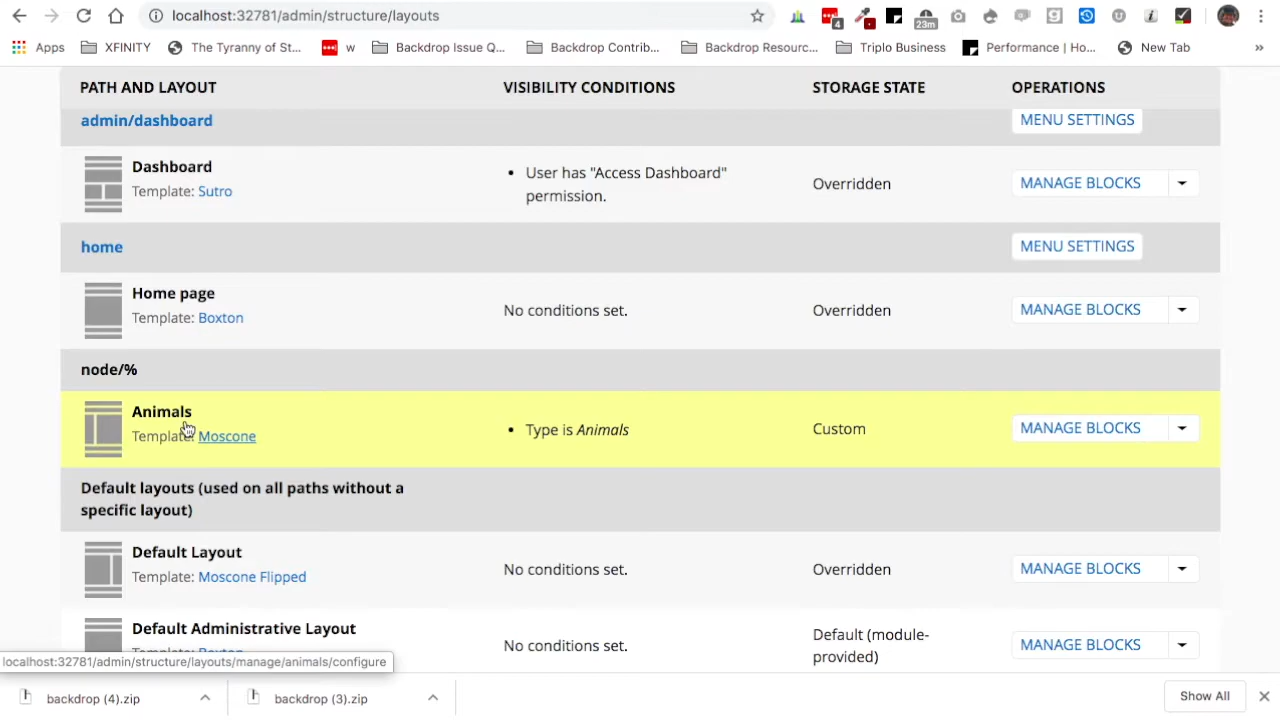 localhost:32781/admin/structure/layouts
4
23m
Apps XFINITY The Tyranny of St... w Backdrop Issue Q... Backdrop Contrib... Backdrop Resourc... Triplo Business Performance | Ho... New Tab »
PATH AND LAYOUT VISIBILITY CONDITIONS STORAGE STATE OPERATIONS
admin/dashboard MENU SETTINGS
Dashboard
Template: Sutro
• User has "Access Dashboard"
permission.
Overridden MANAGE BLOCKS
home MENU SETTINGS
Home page
Template: Boxton
No conditions set. Overridden MANAGE BLOCKS
node/%
Animals
Template: Moscone
• Type is Animals Custom MANAGE BLOCKS
Default layouts (used on all paths without a
specific layout)
Default Layout
Template: Moscone Flipped
No conditions set. Overridden MANAGE BLOCKS
Default Administrative Layout
No conditions set.
Default (module-
provided)
MANAGE BLOCKS
localhost:32781/admin/structure/layouts/manage/animals/configure
backdrop (4).zip backdrop (3).zip Show All